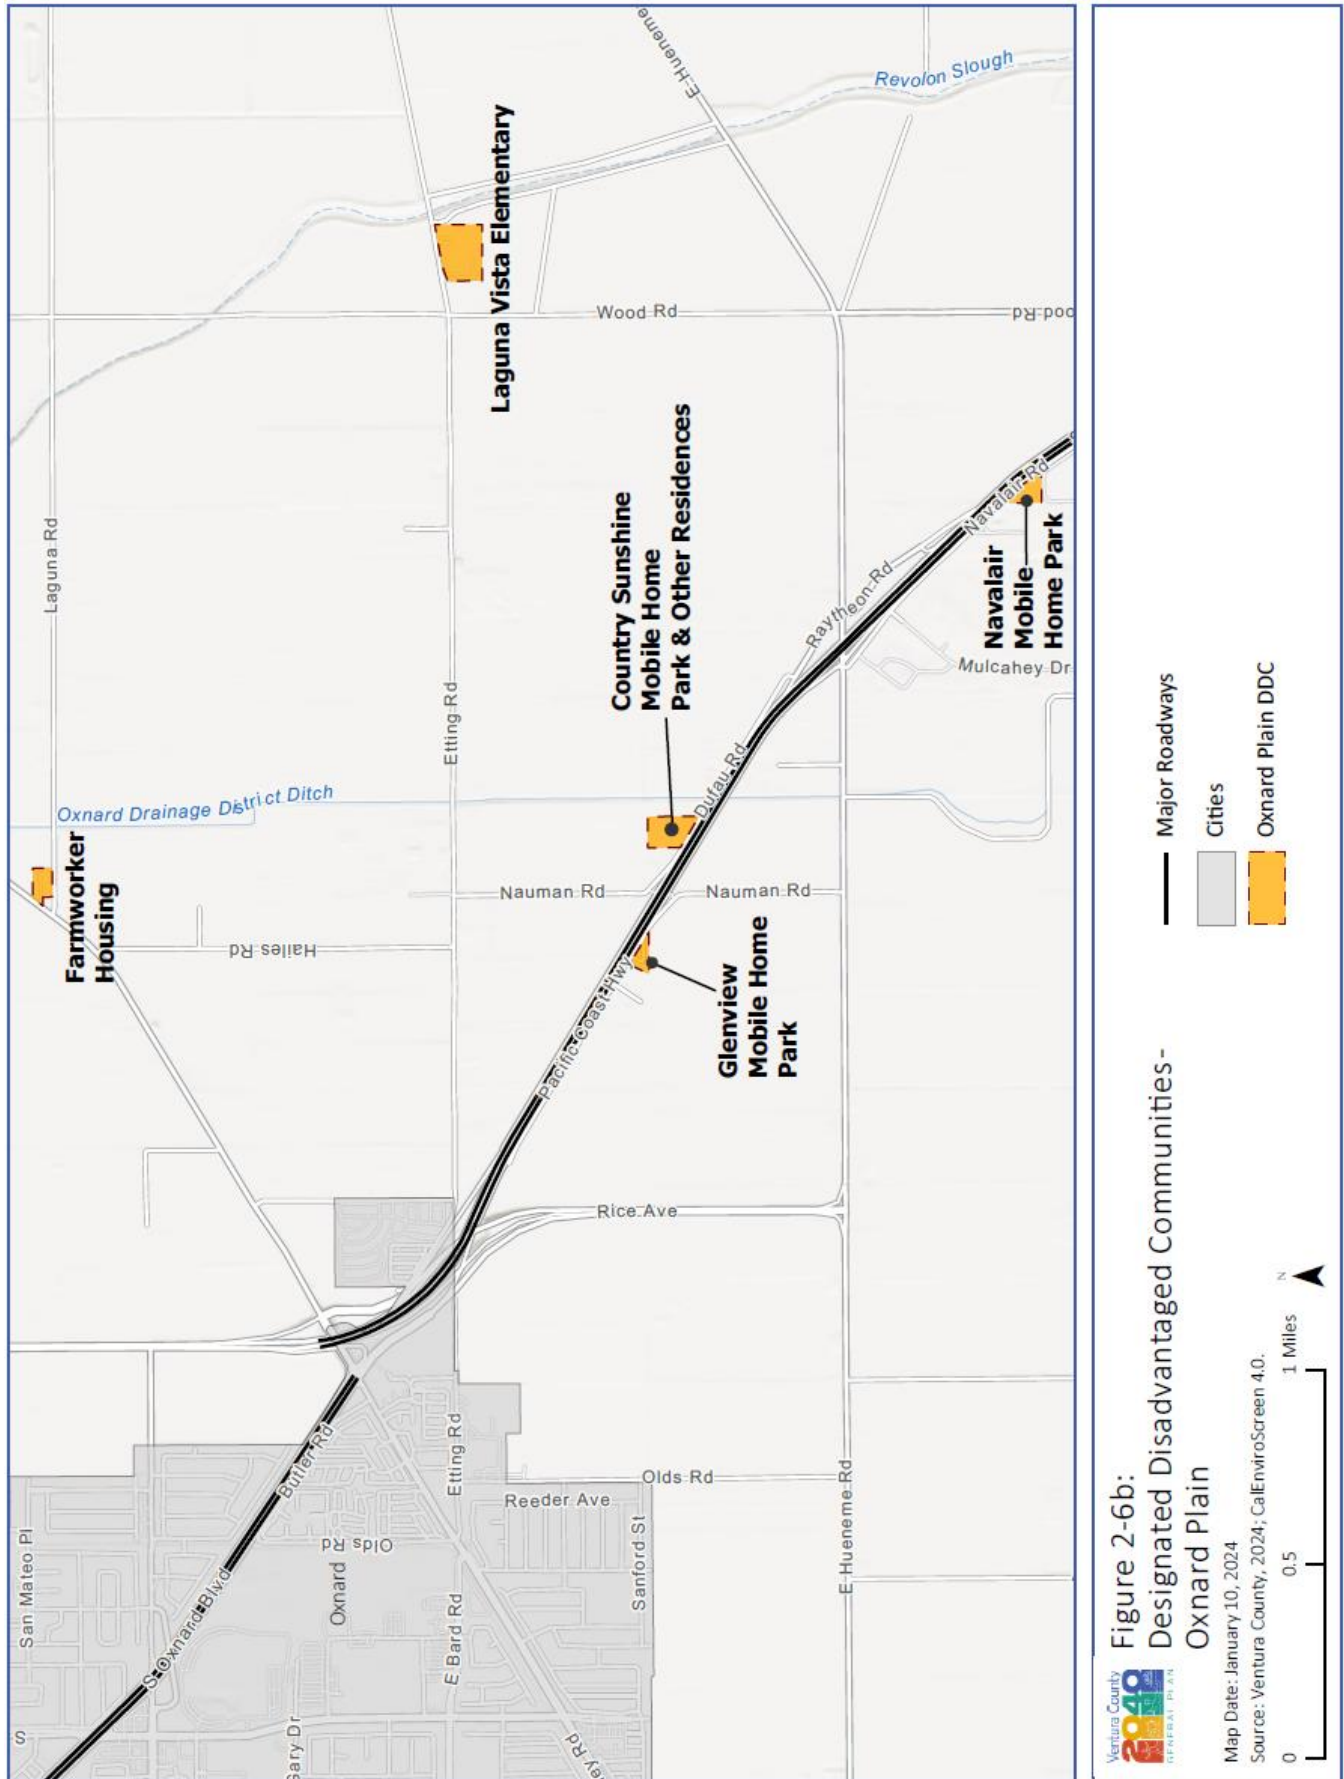 San Mateo Pl
Laguna Rd
Farmworker
Housing
Oxnard Drainage District Ditch
S
S Oxnard Blvd
Butler Rd
Hailes Rd
Gary Dr
Oxnard
Olds Rd
E Bard Rd
Etting Rd
Etting Rd
Laguna Vista Elementary
Reeder Ave
Pacific Coast Hwy
Nauman Rd
Country Sunshine
Mobile Home
Park & Other Residences
ey Rd
Sanford St
Olds Rd
Rice Ave
Wood Rd
E Hueneme
Glenview
Mobile Home
Park
Nauman Rd
Dufau Rd
Raytheon Rd
E Hueneme Rd
Revolon Slough
Mulcahey Dr
Navalair
Mobile
Home Park
Navalair Rd
ood Rd
Ventura County
2040
GENERAL PLAN
Figure 2-6b:
Designated Disadvantaged Communities-
Oxnard Plain
Map Date: January 10, 2024
Source: Ventura County, 2024; CalEnviroScreen 4.0.
0 0.5 1 Miles
N
Major Roadways
Cities
Oxnard Plain DDC